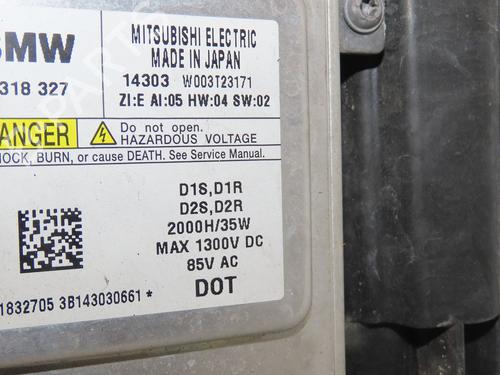 BMW
MITSUBISHI ELECTRIC
MADE IN JAPAN
318 327
14303 W003T23171
ZI:E AI:05 HW:04 SW:02
ANGER
Do not open.
HAZARDOUS VOLTAGE
HOCK, BURN, or cause DEATH. See Service Manual.
D1S,D1R
D2S,D2R
2000H/35W
MAX 1300V DC
85V AC
DOT
1832705 3B143030661*